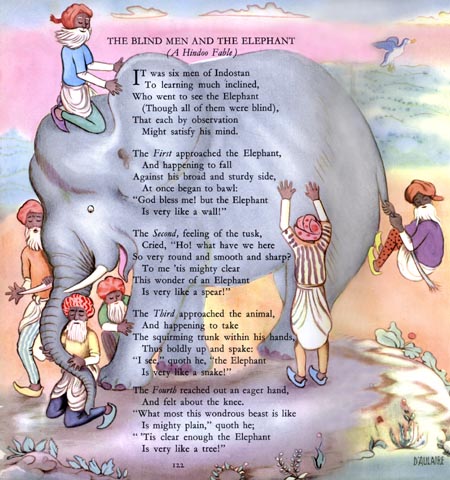 THE BLIND MEN AND THE ELEPHANT
(A Hindoo Fable)
IT was six men of Indostan
To learning much inclined,
Who went to see the Elephant
(Though all of them were blind),
That each by observation
Might satisfy his mind.
The First approached the Elephant,
And happening to fall
Against his broad and sturdy side,
At once began to bawl:
"God bless me! but the Elephant
Is very like a wall!"
The Second, feeling of the tusk,
Cried, "Ho! what have we here
So very round and smooth and sharp?
To me 'tis mighty clear
This wonder of an Elephant
Is very like a spear!"
The Third approached the animal,
And happening to take
The squirming trunk within his hands,
Thus boldly up and spake:
"I see," quoth he, "the Elephant
Is very like a snake!"
The Fourth reached out an eager hand,
And felt about the knee.
"What most this wondrous beast is like
Is mighty plain," quoth he;
" 'Tis clear enough the Elephant
Is very like a tree!"
122
D'AULAIRE